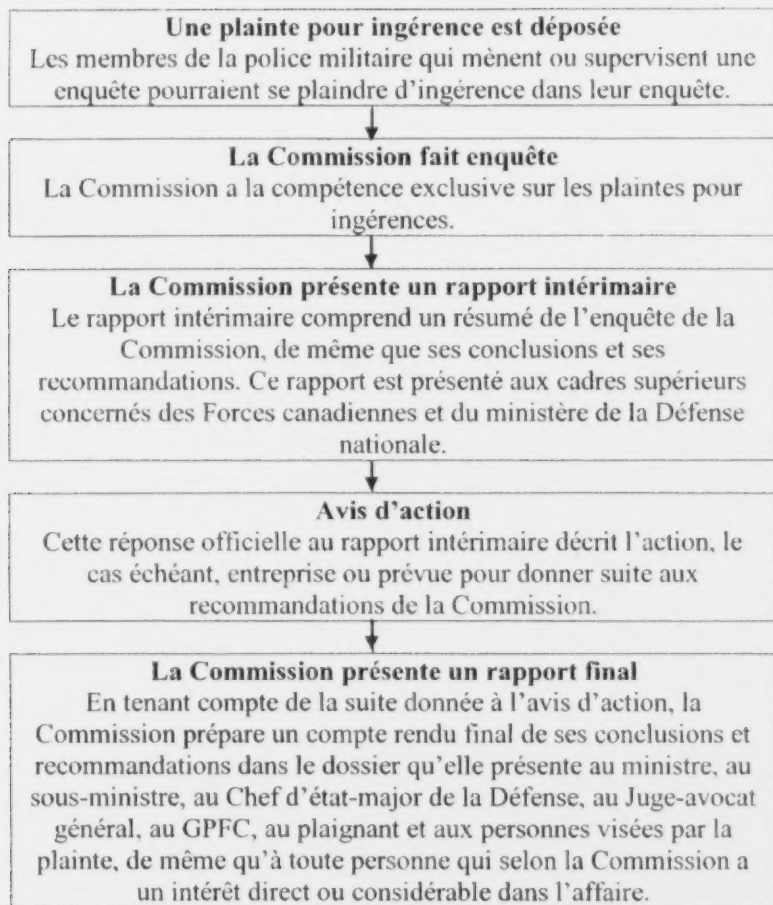 Une plainte pour ingérence est déposée
Les membres de la police militaire qui mènent ou supervisent une
enquête pourraient se plaindre d'ingérence dans leur enquête.
La Commission fait enquête
La Commission a la compétence exclusive sur les plaintes pour
ingérences.
La Commission présente un rapport intérimaire
Le rapport intérimaire comprend un résumé de l'enquête de la
Commission, de même que ses conclusions et ses
recommandations. Ce rapport est présenté aux cadres supérieurs
concernés des Forces canadiennes et du ministère de la Défense
nationale.
Avis d'action
Cette réponse officielle au rapport intérimaire décrit l'action, le
cas échéant, entreprise ou prévue pour donner suite aux
recommandations de la Commission.
La Commission présente un rapport final
En tenant compte de la suite donnée à l'avis d'action, la
Commission prépare un compte rendu final de ses conclusions et
recommandations dans le dossier qu'elle présente au ministre, au
sous-ministre, au Chef d'état-major de la Défense, au Juge-avocat
général, au GPFC, au plaignant et aux personnes visées par la
plainte, de même qu'à toute personne qui selon la Commission a
un intérêt direct ou considérable dans l'affaire.